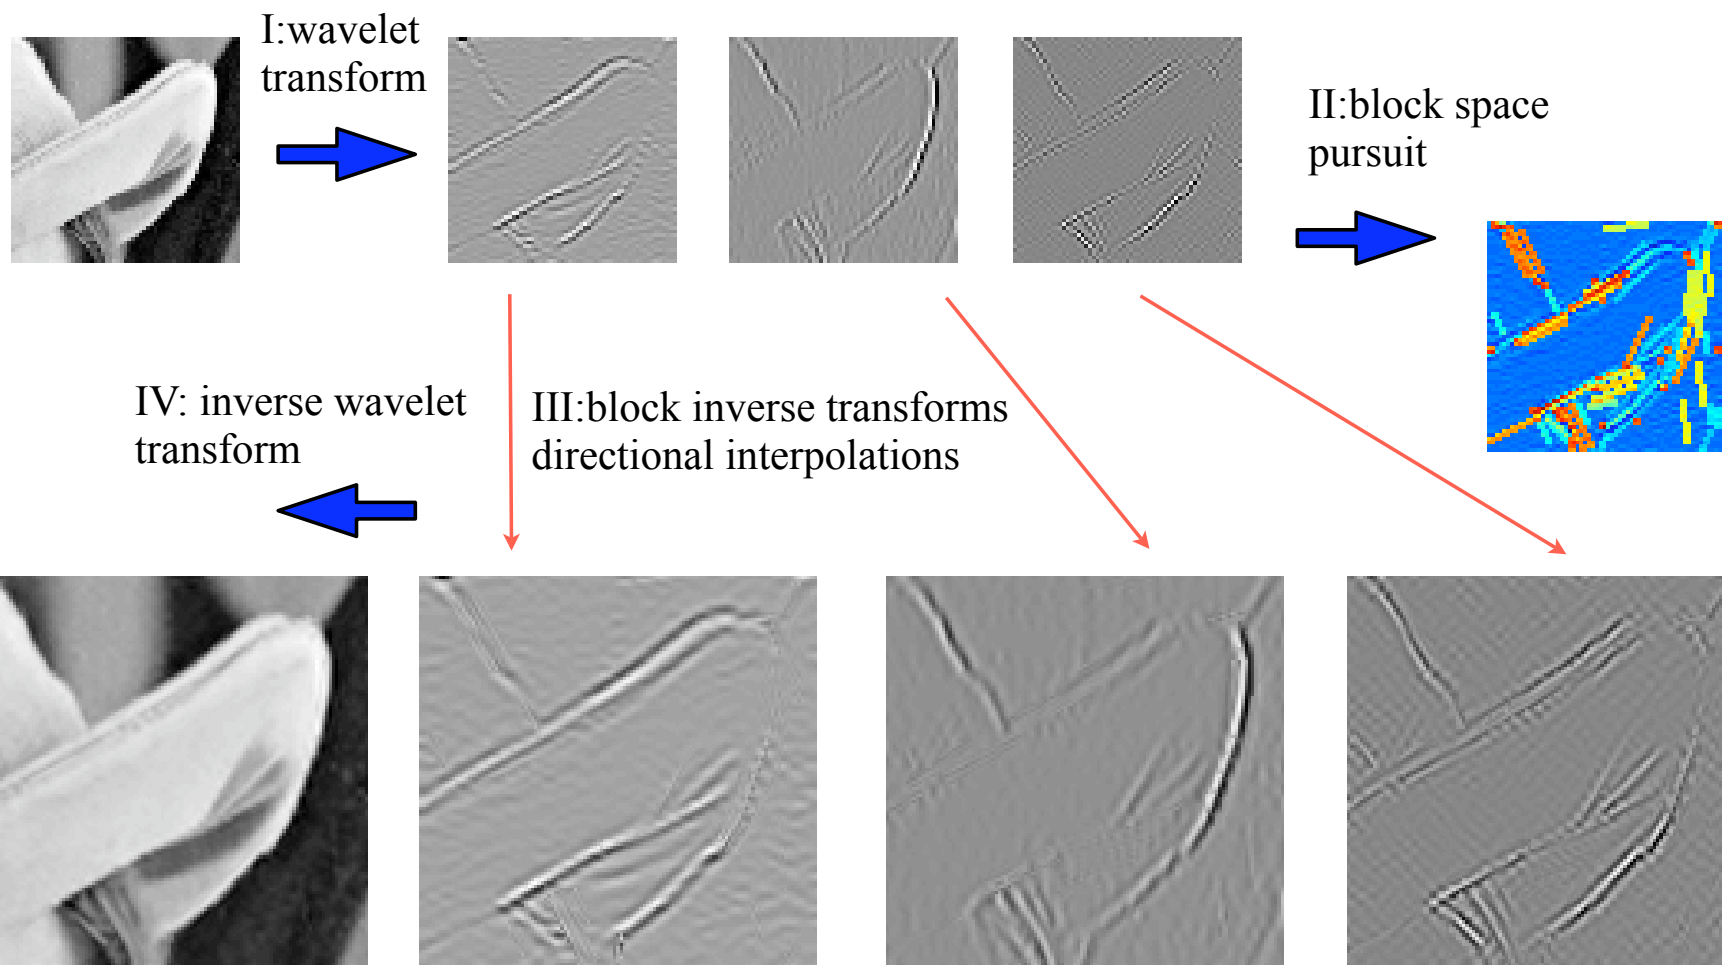 I:wavelet
transform
II:block space
pursuit
IV: inverse wavelet
transform
III:block inverse transforms
directional interpolations